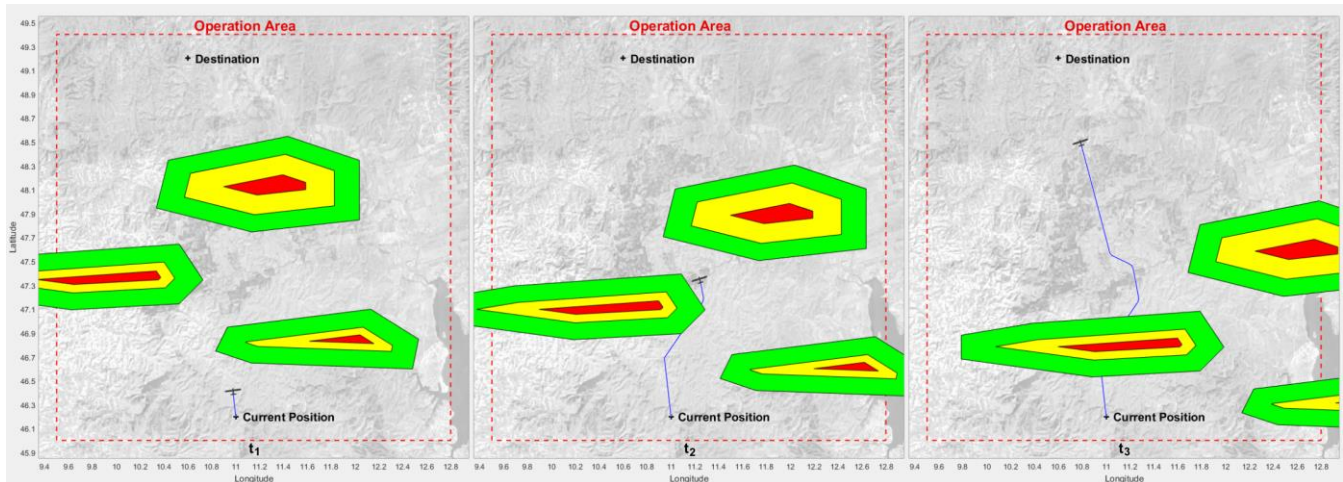 Operation Area
Operation Area
Operation Area
49.5
49.3
49.1
48.9
48.7
48.5
48.3
48.1
47.9
47.7
47.5
47.3
47.1
46.9
46.7
46.5
46.3
46.1
45.9
Latitude
Destination
Destination
Destination
Current Position
Current Position
Current Position
t1
t2
t3
9.4 9.6 9.8 10 10.2 10.4 10.6 10.8 11 11.2 11.4 11.6 11.8 12 12.2 12.4 12.6 12.8
9.4 9.6 9.8 10 10.2 10.4 10.6 10.8 11 11.2 11.4 11.6 11.8 12 12.2 12.4 12.6 12.8
9.4 9.6 9.8 10 10.2 10.4 10.6 10.8 11 11.2 11.4 11.6 11.8 12 12.2 12.4 12.6 12.8
Longitude
Longitude
Longitude